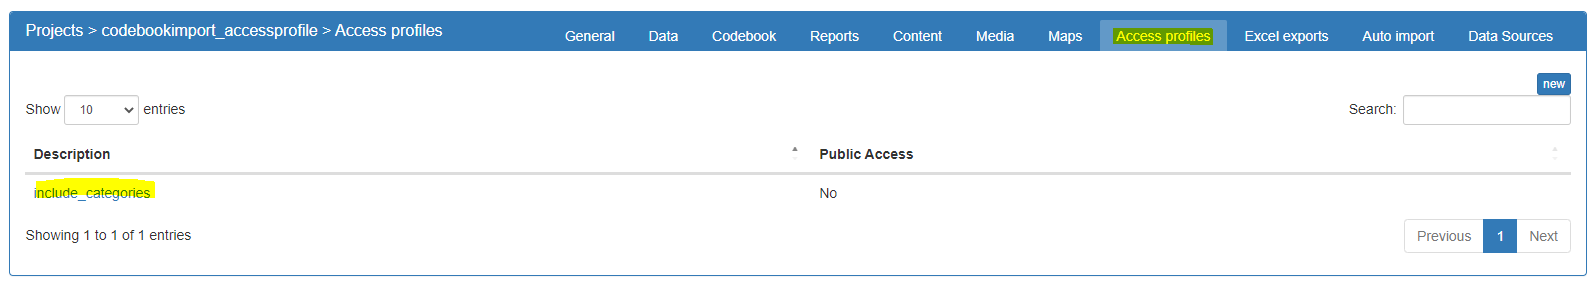 Projects > codebookimport_accessprofile > Access profiles
General Data Codebook Reports Content Media Maps Access profiles Excel exports Auto import Data Sources
new
Show 10 entries Search:
Description Public Access
include_categories No
Showing 1 to 1 of 1 entries Previous 1 Next